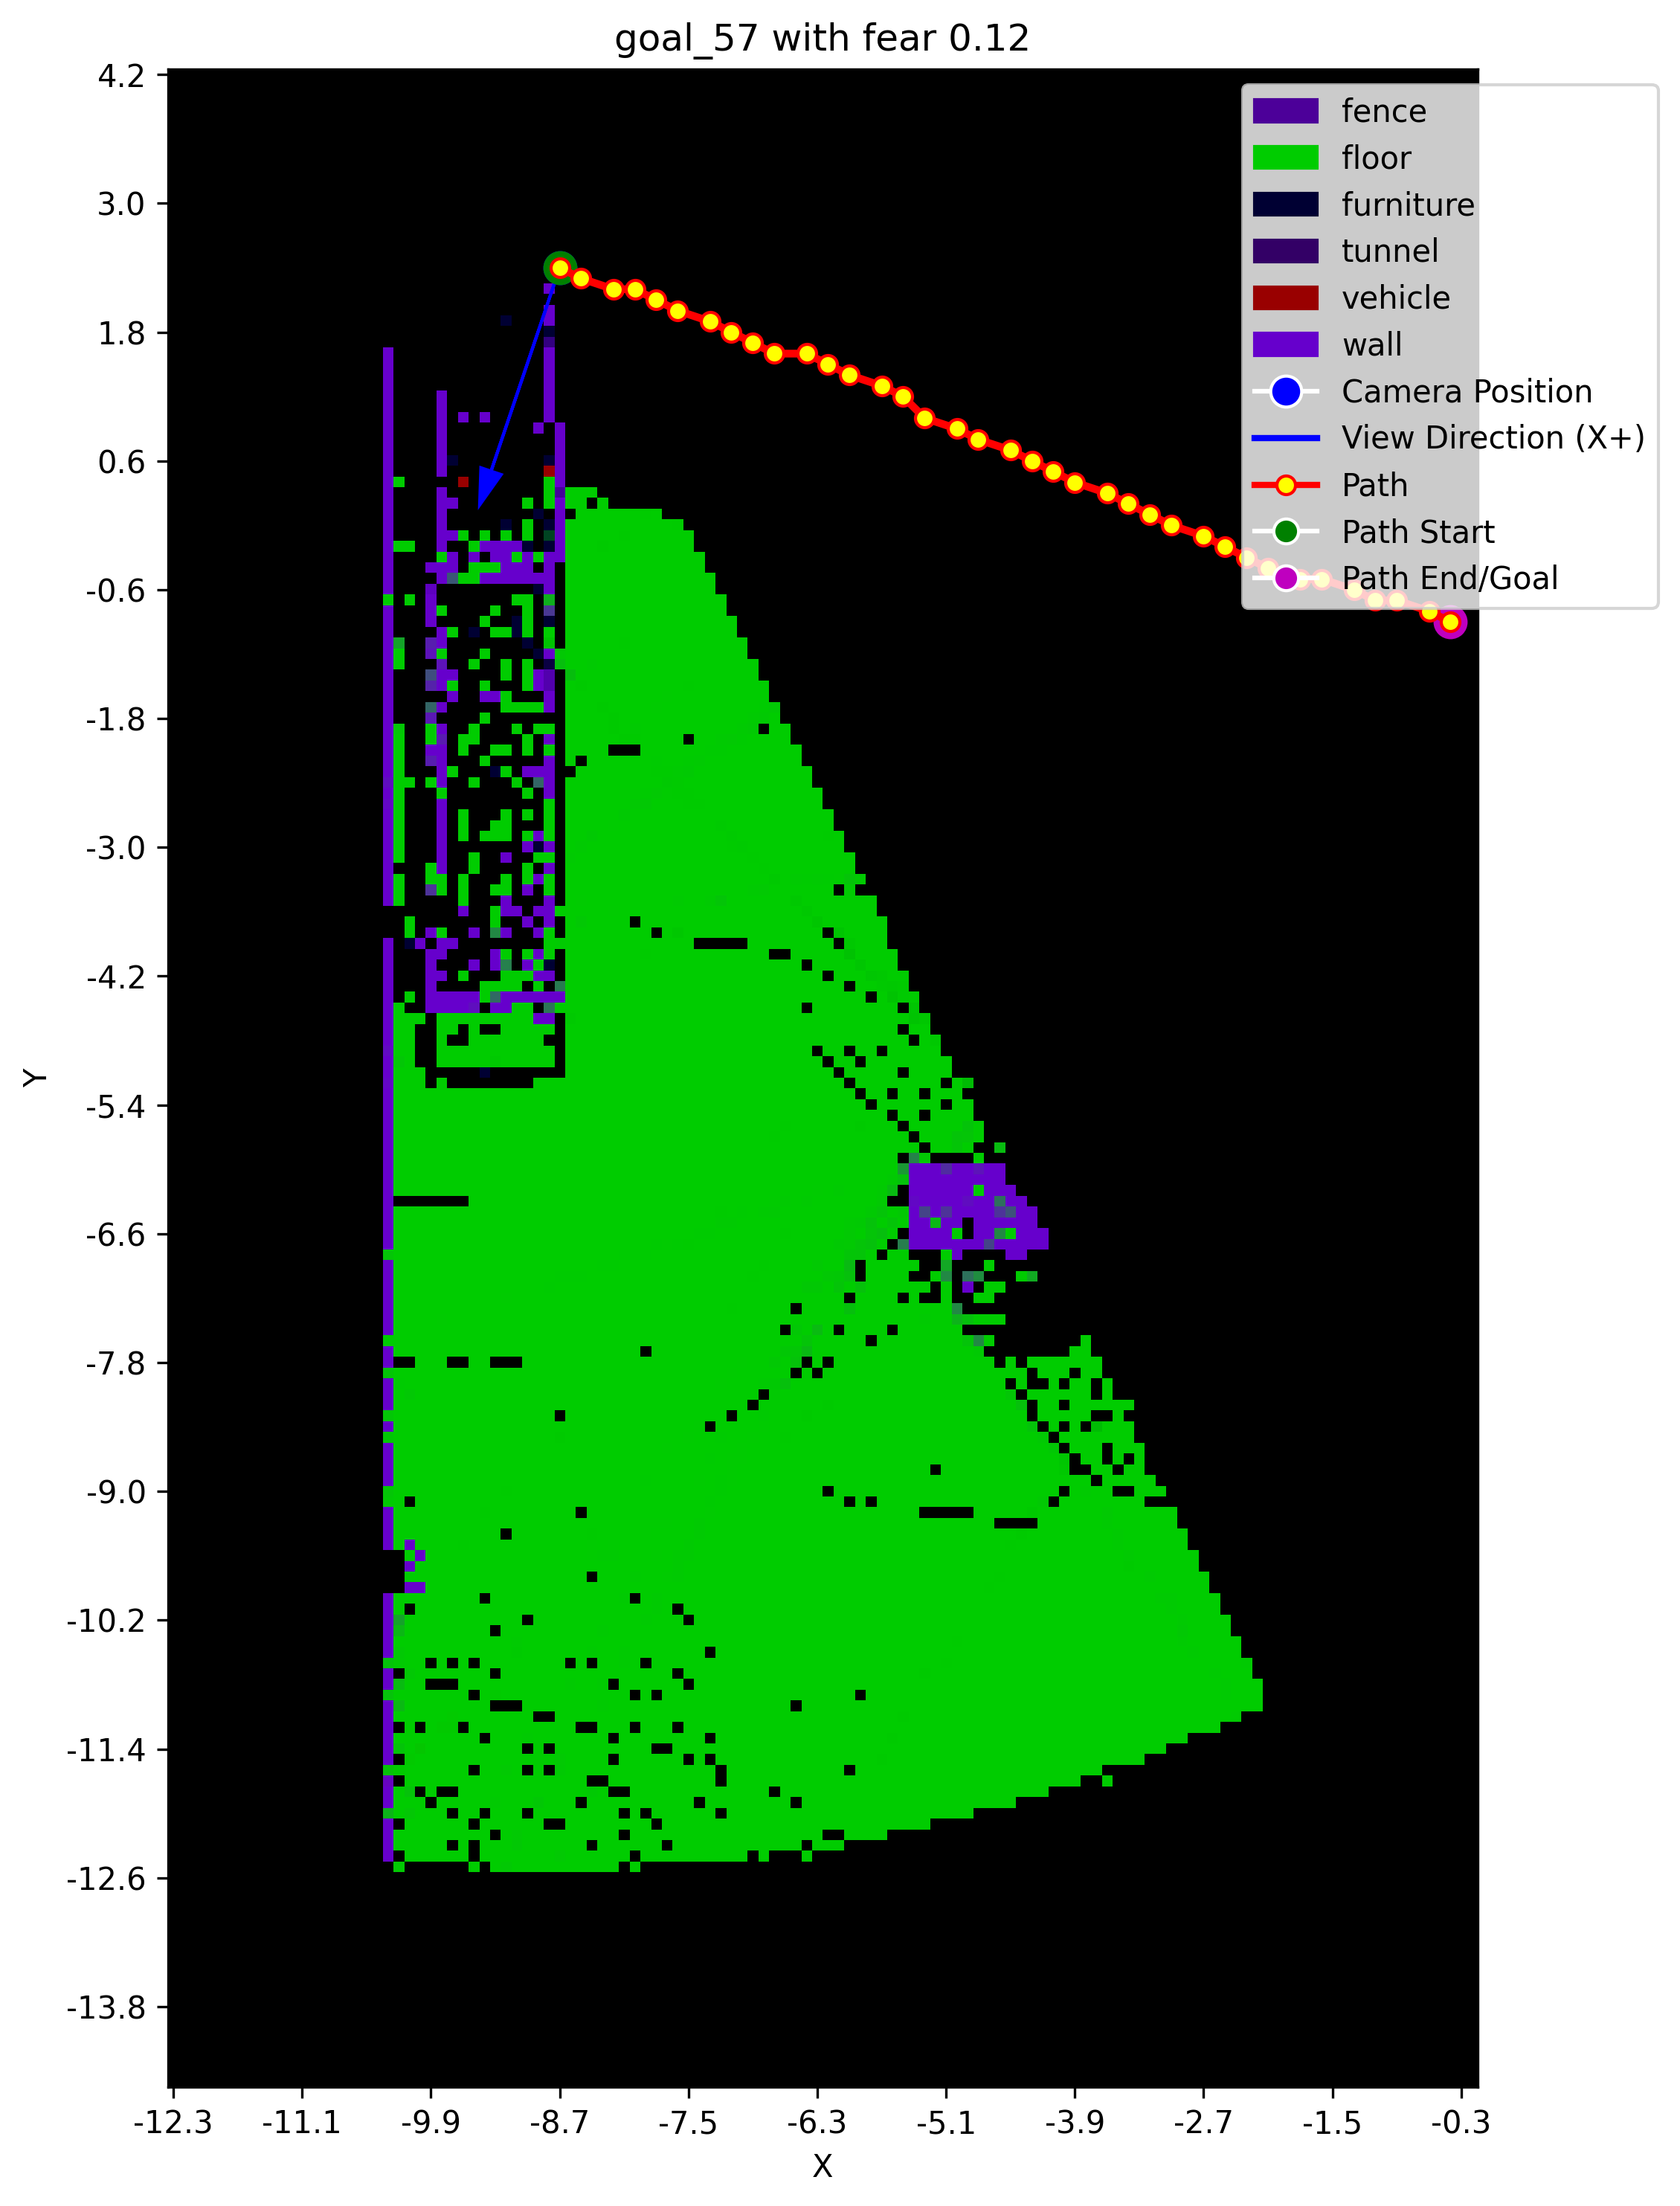 goal_57 with fear 0.12
4.2
3.0
1.8
0.6
-0.6
-1.8
-3.0
-4.2
-5.4
-6.6
-7.8
-9.0
-10.2
-11.4
-12.6
-13.8
Y
fence
floor
furniture
tunnel
vehicle
wall
Camera Position
View Direction (X+)
Path
Path Start
Path End/Goal
-12.3 -11.1 -9.9 -8.7 -7.5 -6.3 -5.1 -3.9 -2.7 -1.5 -0.3
X